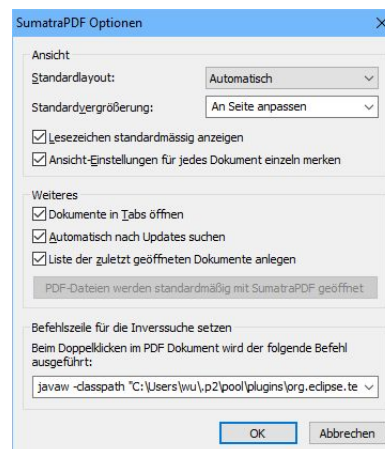 SumatraPDF Optionen
Ansicht
Standardlayout: Automatisch
Standardvergrößerung: An Seite anpassen
Lesezeichen standardmässig anzeigen
Ansicht-Einstellungen für jedes Dokument einzeln merken
Weiteres
Dokumente in Tabs öffnen
Automatisch nach Updates suchen
Liste der zuletzt geöffneten Dokumente anlegen
PDF-Dateien werden standardmäßig mit SumatraPDF geöffnet
Befehlszeile für die Inverssuche setzen
Beim Doppelklicken im PDF Dokument wird der folgende Befehl
ausgeführt:
javaw -classpath "C:\Users\wu\.p2\pool\plugins\org.eclipse.te
OK Abbrechen